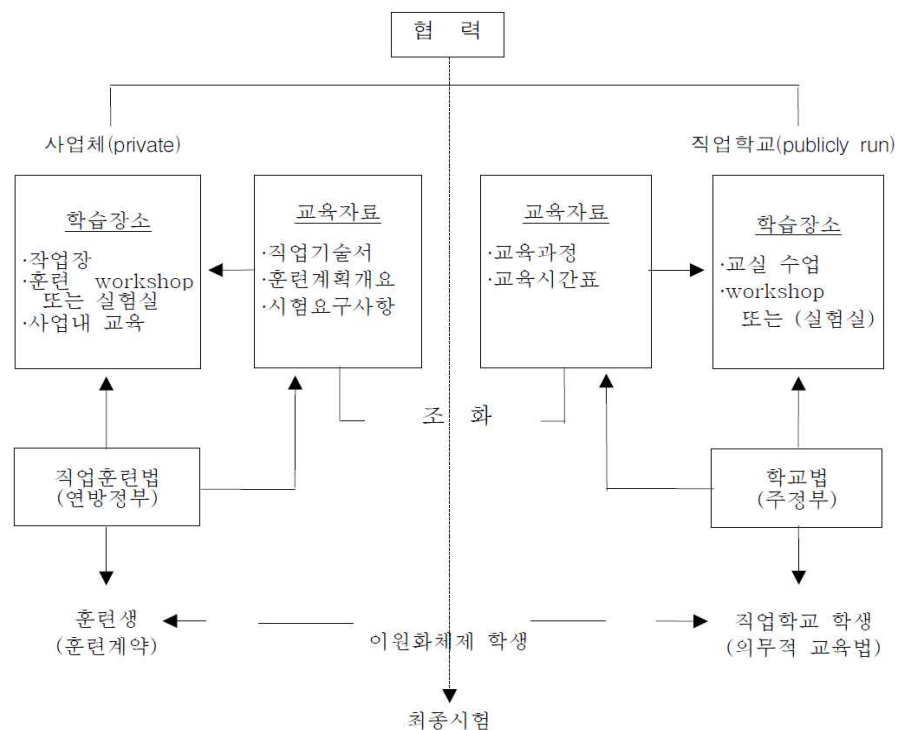 협 력
사업체(private)
직업학교(publicly run)
학습장소
·작업장
·훈련 workshop
또는 실험실
·사업내 교육
교육자료
·직업기술서
·훈련계획개요
·시험요구사항
교육자료
·교육과정
·교육시간표
학습장소
·교실 수업
·workshop
또는 (실험실)
조 화
직업훈련법
(연방정부)
학교법
(주정부)
훈련생
(훈련계약)
이원화체제 학생
직업학교 학생
(의무적 교육법)
최종시험